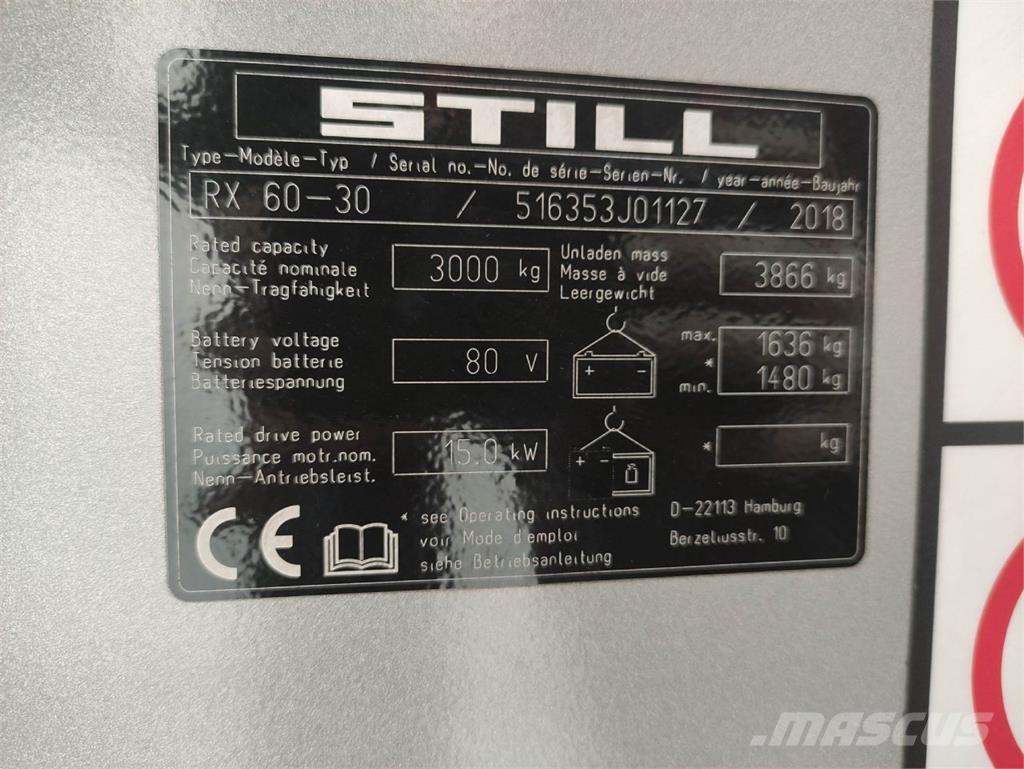 STILL
Type-Modèle-Typ / Serial no.-No. de série-Serien-Nr. / year-année-Baujahr
RX 60-30 / 516353J01127 / 2018
Rated capacity
Capacité nominale
Nenn-Tragfähigkeit
3000 kg
Unladen mass
Masse à vide
Leergewicht
3866 kg
Battery voltage
Tension batterie
Batteriespannung
80 V
+ -
max.
*
min.
1636 kg
1480 kg
Rated drive power
Puissance motr.nom.
Nenn-Antriebsleist.
15.0 kW
+ -
* kg
CE
* see Operating instructions
voir Mode d'emploi
siehe Betriebsanleitung
D-22113 Hamburg
Berzeliusstr. 10
MASCUS